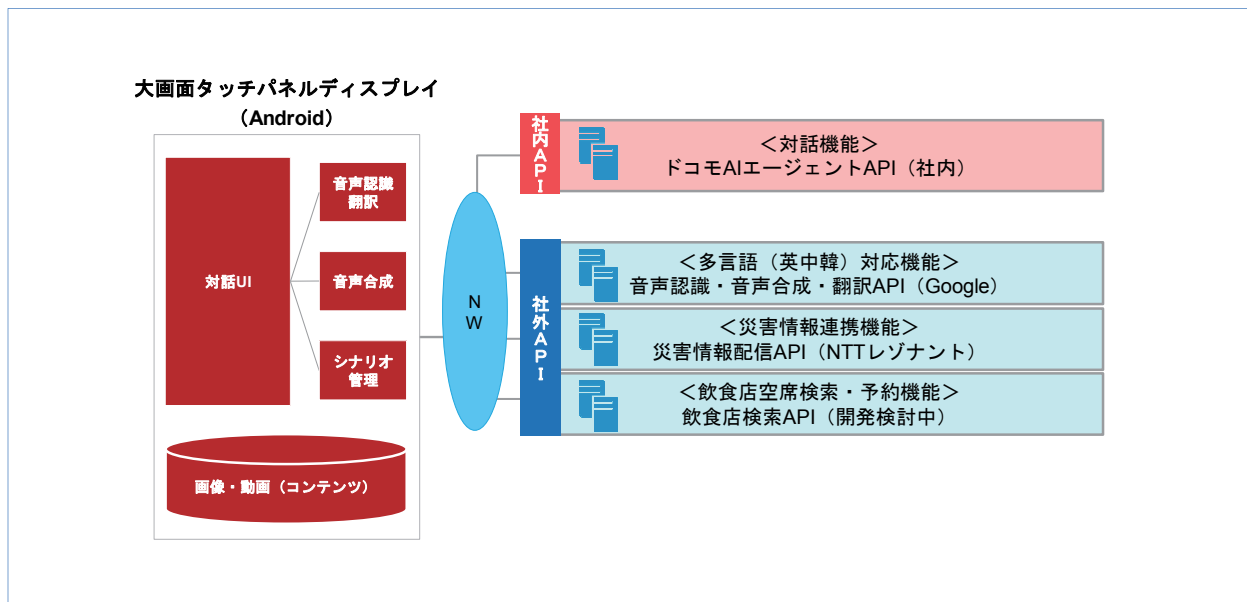 大画面タッチパネルディスプレイ
（Android）
対話UI
音声認識
翻訳
音声合成
シナリオ
管理
画像・動画（コンテンツ）
N
W
社内API
＜対話機能＞
ドコモAIエージェントAPI（社内）
社外API
＜多言語（英中韓）対応機能＞
音声認識・音声合成・翻訳API（Google）
＜災害情報連携機能＞
災害情報配信API（NTTレゾナント）
＜飲食店空席検索・予約機能＞
飲食店検索API（開発検討中）